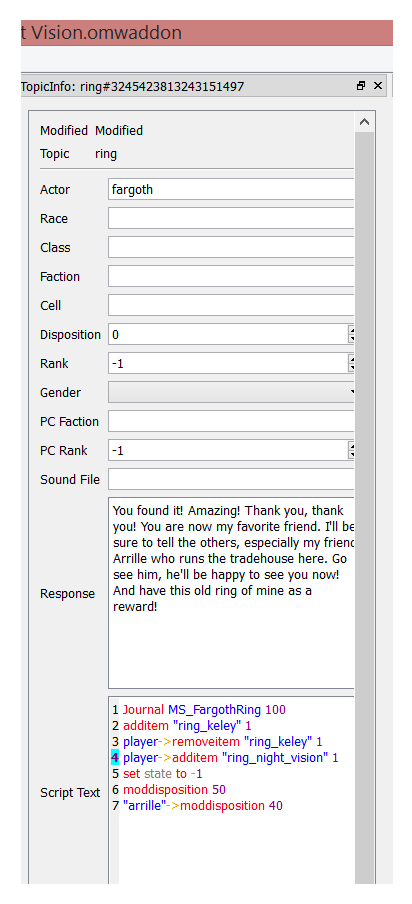 t Vision.omwaddon
TopicInfo: ring#3245423813243151497
Modified Modified
Topic ring
Actor fargoth
Race
Class
Faction
Cell
Disposition 0
Rank -1
Gender
PC Faction
PC Rank -1
Sound File
Response
You found it! Amazing! Thank you, thank
you! You are now my favorite friend. I'll be
sure to tell the others, especially my friend
Arrille who runs the tradehouse here. Go
see him, he'll be happy to see you now!
And have this old ring of mine as a
reward!
Script Text
1 Journal MS_FargothRing 100
2 additem "ring_keley" 1
3 player->removeitem "ring_keley" 1
4 player->additem "ring_night_vision" 1
5 set state to -1
6 moddisposition 50
7 "arrille"->moddisposition 40